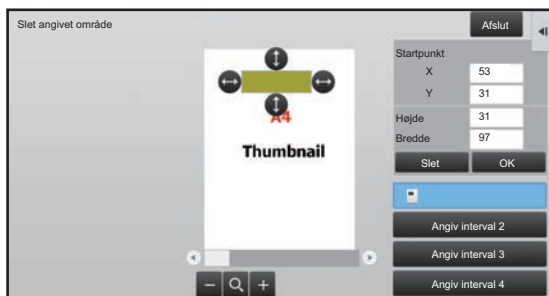 Slet angivet område
Afslut
A4
Thumbnail
Startpunkt
X 53
Y 31
Højde 31
Bredde 97
Slet OK
Angiv interval 2
Angiv interval 3
Angiv interval 4